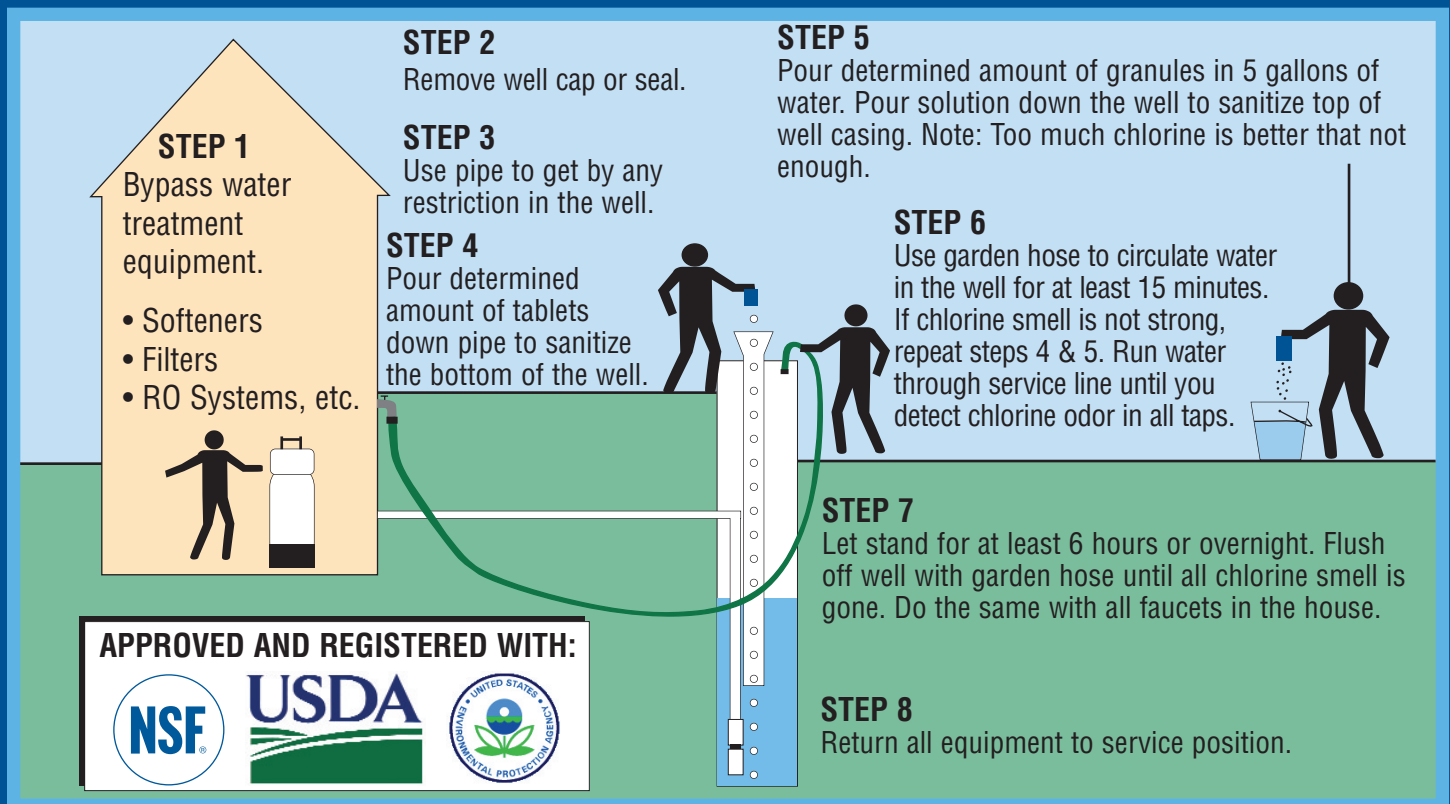 STEP 1
Bypass water
treatment
equipment.
• Softeners
• Filters
• RO Systems, etc.
STEP 2
Remove well cap or seal.
STEP 3
Use pipe to get by any
restriction in the well.
STEP 4
Pour determined
amount of tablets
down pipe to sanitize
the bottom of the well.
STEP 5
Pour determined amount of granules in 5 gallons of
water. Pour solution down the well to sanitize top of
well casing. Note: Too much chlorine is better that not
enough.
STEP 6
Use garden hose to circulate water
in the well for at least 15 minutes.
If chlorine smell is not strong,
repeat steps 4 & 5. Run water
through service line until you
detect chlorine odor in all taps.
STEP 7
Let stand for at least 6 hours or overnight. Flush
off well with garden hose until all chlorine smell is
gone. Do the same with all faucets in the house.
STEP 8
Return all equipment to service position.
APPROVED AND REGISTERED WITH:
NSF®
USDA
UNITED STATES • ENVIRONMENTAL PROTECTION AGENCY •